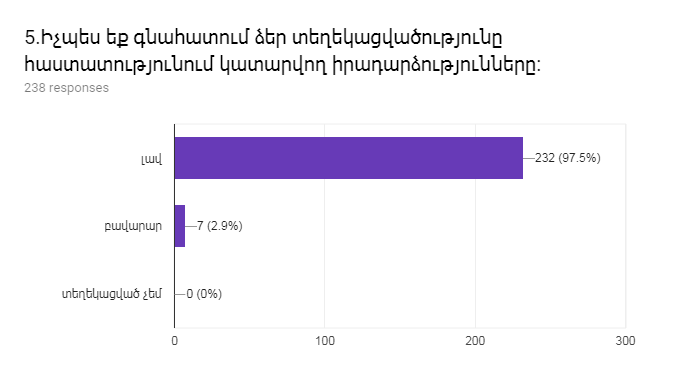 5.Իչպես եք գնահատում ձեր տեղեկացվածությունը
հաստատությունում կատարվող իրադարձությունները:
238 responses
լավ
232 (97.5%)
բավարար
7 (2.9%)
տեղեկացված չեմ
0 (0%)
0
100
200
300